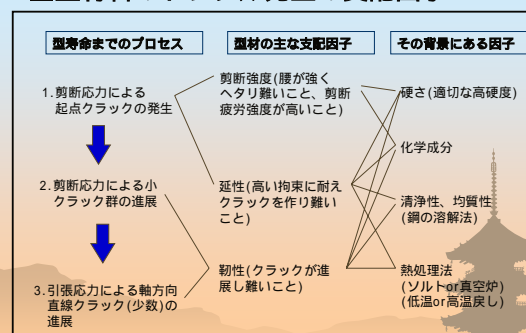 型寿命までのプロセス
型材の主な支配因子
その背景にある因子
1.剪断応力による
起点クラックの発生
2.剪断応力による小
クラック群の進展
3.引張応力による軸方向
直線クラック(少数)の
進展
剪断強度(腰が強く
ヘタリ難いこと、剪断
疲労強度が高いこと)
延性(高い拘束に耐え
クラックを作り難い
こと)
靭性(クラックが進
展し難いこと)
硬さ(適切な高硬度)
化学成分
清浄性、均質性
(鋼の溶解法)
熱処理法
(ソルトor真空炉)
(低温or高温戻し)